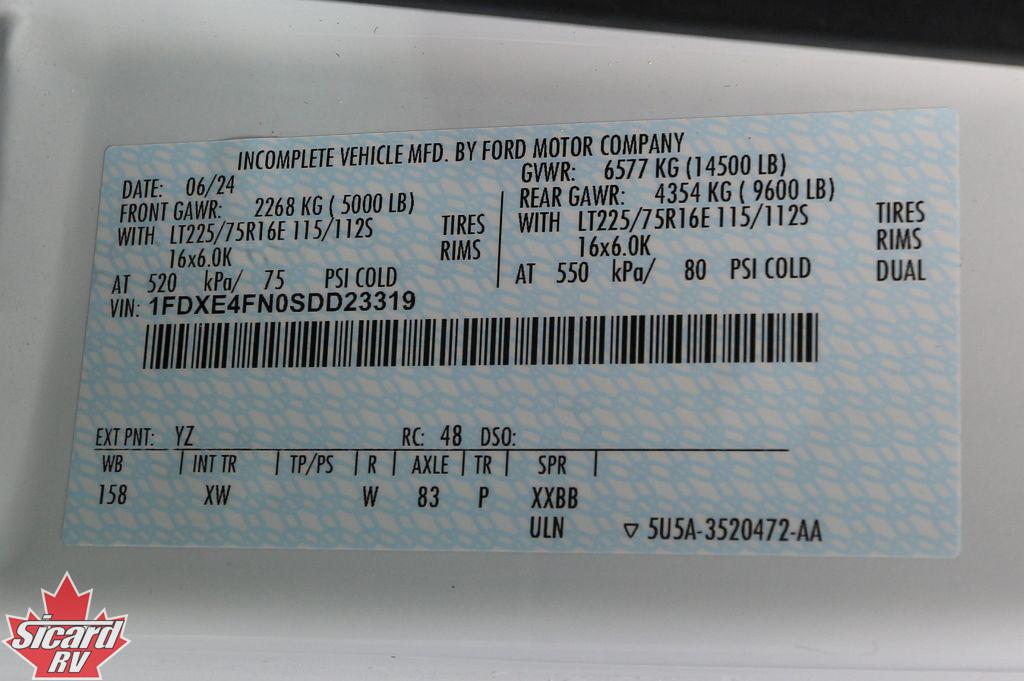 INCOMPLETE VEHICLE MFD. BY FORD MOTOR COMPANY
DATE: 06/24 GVWR: 6577 KG (14500 LB)
FRONT GAWR: 2268 KG ( 5000 LB) REAR GAWR: 4354 KG ( 9600 LB)
WITH LT225/75R16E 115/112S TIRES WITH LT225/75R16E 115/112S TIRES
16x6.0K RIMS 16x6.0K RIMS
AT 520 kPa/ 75 PSI COLD AT 550 kPa/ 80 PSI COLD DUAL
VIN: 1FDXE4FN0SDD23319
EXT PNT: YZ RC: 48 DSO:
WB INT TR TP/PS R AXLE TR SPR
158 XW W 83 P XXBB
ULN ▽ 5U5A-3520472-AA
Sicard
RV